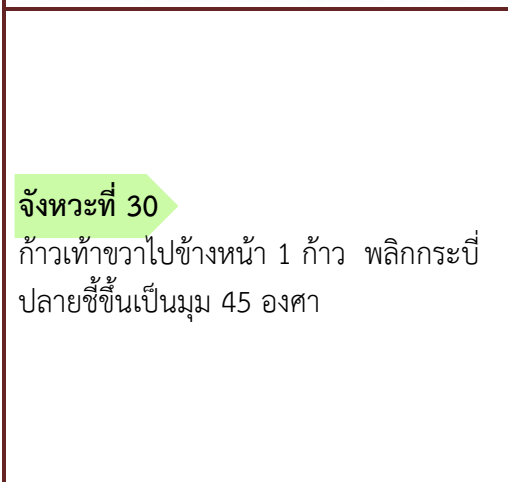 จังหวะที่ 30
ก้าวเท้าขวาไปข้างหน้า 1 ก้าว พลิกกระบี่
ปลายชี้ขึ้นเป็นมุม 45 องศา